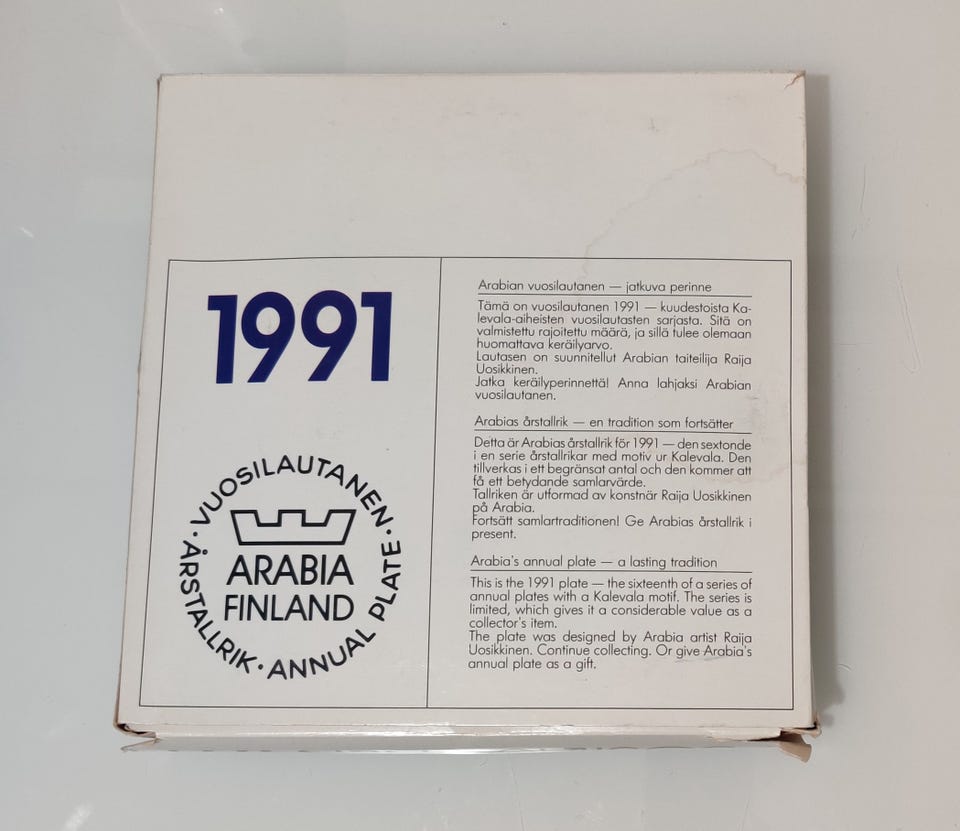 1991
·VUOSILAUTANEN·
ARABIA
FINLAND
ÅRSTALLRIK·ANNUAL PLATE
Arabian vuosilautanen — jatkuva perinne
Tämä on vuosilautanen 1991 — kuudestoista Ka-
levala-aiheisten vuosilautasten sarjasta. Sitä on
valmistettu rajoitettu määrä, ja sillä tulee olemaan
huomattava keräilyarvo.
Lautasen on suunnitellut Arabian taiteilija Raija
Uosikkinen.
Jatka keräilyperinnettä! Anna lahjaksi Arabian
vuosilautanen.
Arabias årstallrik — en tradition som fortsätter
Detta är Arabias årstallrik för 1991 — den sextonde
i en serie årstallrikar med motiv ur Kalevala. Den
tillverkas i ett begränsat antal och den kommer att
få ett betydande samlarvärde.
Tallriken är utformad av konstnär Raija Uosikkinen
på Arabia.
Fortsätt samlartraditionen! Ge Arabias årstallrik i
present.
Arabia's annual plate — a lasting tradition
This is the 1991 plate — the sixteenth of a series of
annual plates with a Kalevala motif. The series is
limited, which gives it a considerable value as a
collector's item.
The plate was designed by Arabia artist Raija
Uosikkinen. Continue collecting. Or give Arabia's
annual plate as a gift.